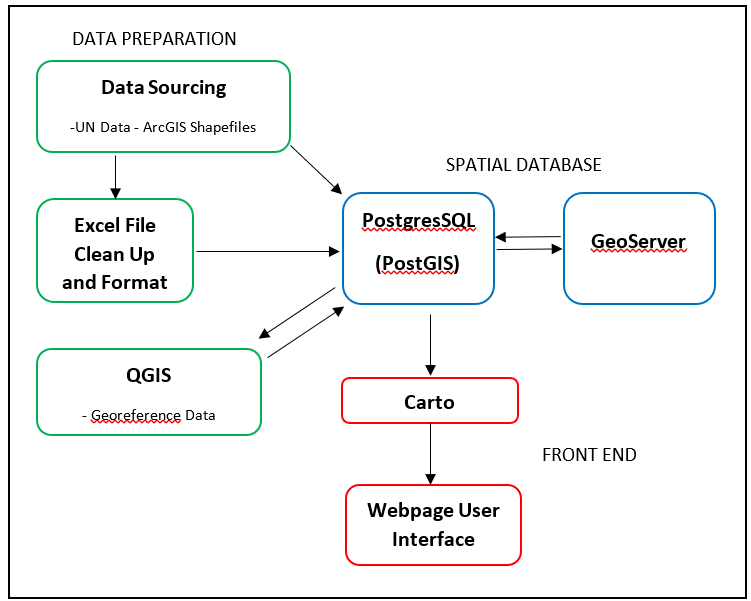 DATA PREPARATION
Data Sourcing
-UN Data - ArcGIS Shapefiles
SPATIAL DATABASE
Excel File
Clean Up
and Format
PostgresSQL
(PostGIS)
GeoServer
QGIS
- Georeference Data
Carto
FRONT END
Webpage User
Interface